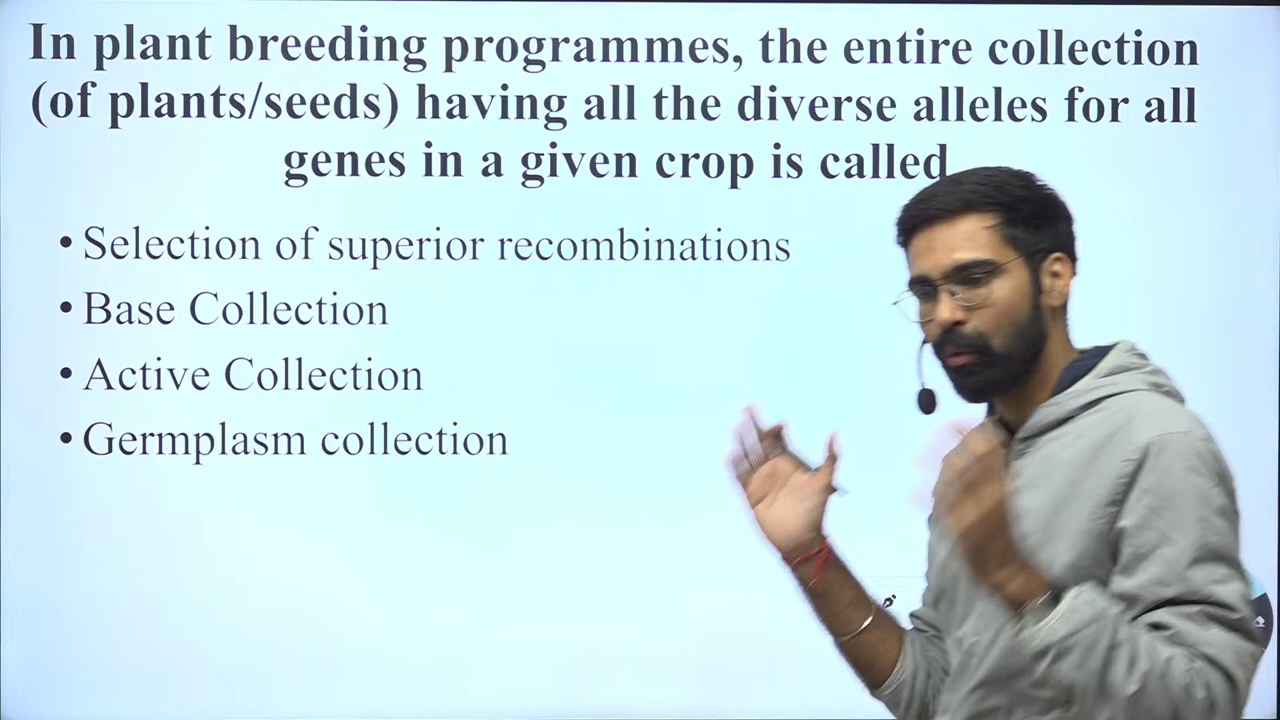 In plant breeding programmes, the entire collection
(of plants/seeds) having all the diverse alleles for all
genes in a given crop is called
• Selection of superior recombinations
• Base Collection
• Active Collection
• Germplasm collection